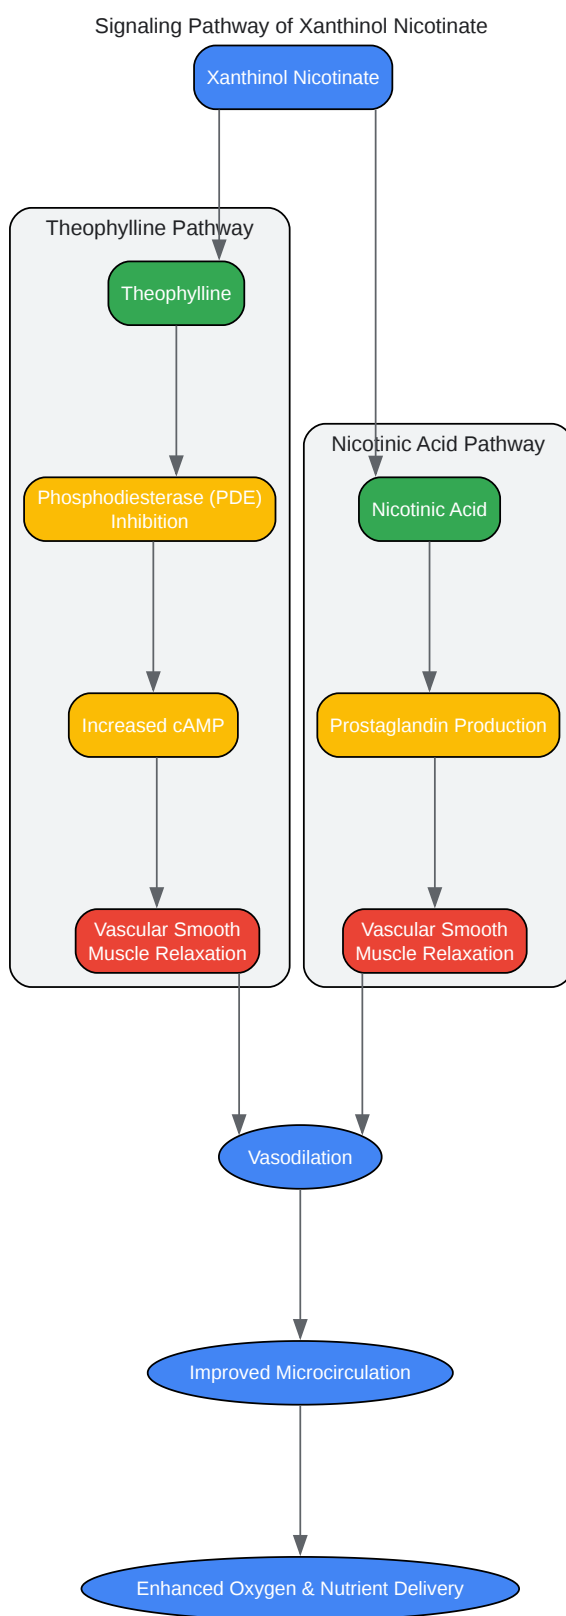 Signaling Pathway of Xanthinol Nicotinate
Xanthinol Nicotinate
Theophylline Pathway
Theophylline
Phosphodiesterase (PDE)
Inhibition
Increased cAMP
Vascular Smooth
Muscle Relaxation
Nicotinic Acid Pathway
Nicotinic Acid
Prostaglandin Production
Vascular Smooth
Muscle Relaxation
Vasodilation
Improved Microcirculation
Enhanced Oxygen & Nutrient Delivery